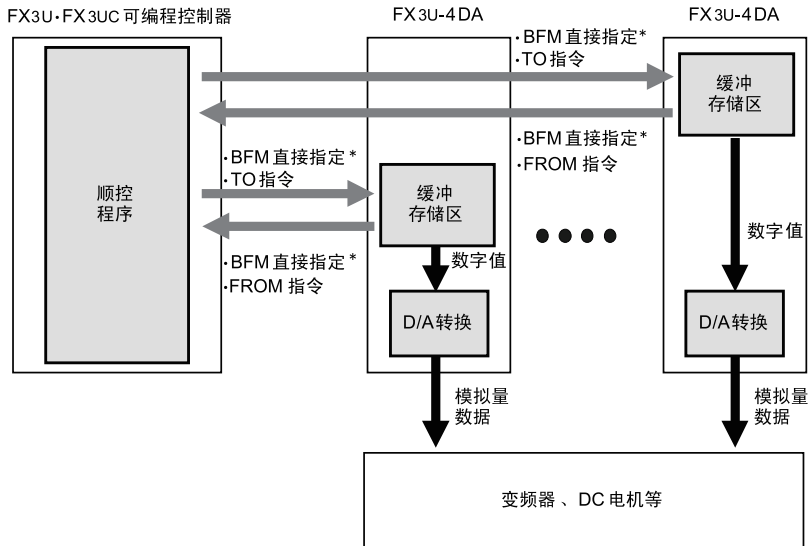 FX3U·FX3UC 可编程控制器
FX3U-4DA
FX3U-4DA
·BFM 直接指定*
·TO 指令
缓冲
存储区
·BFM 直接指定*
·FROM 指令
·BFM 直接指定*
·TO 指令
顺控
程序
缓冲
存储区
·BFM 直接指定*
·FROM 指令
数字值
数字值
D/A 转换
D/A 转换
模拟量
数据
模拟量
数据
变频器、DC 电机等